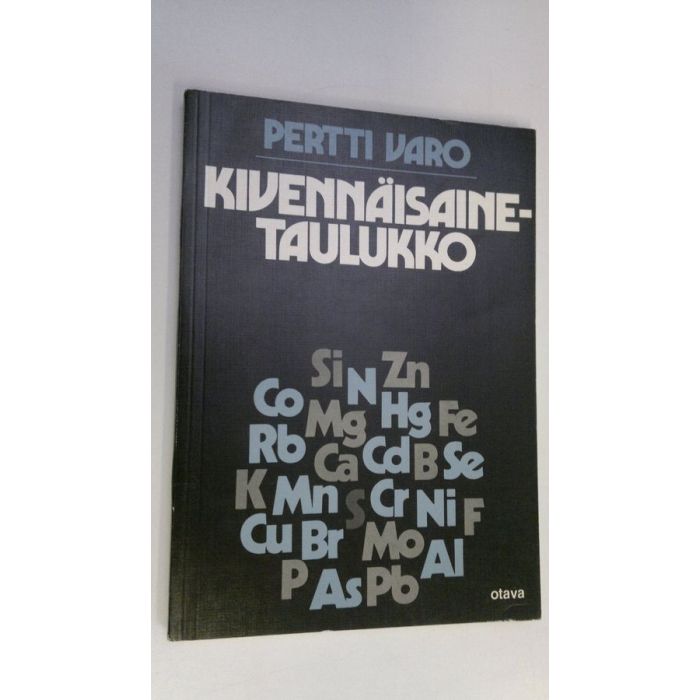 PERTTI VARO
KIVENNÄISAINE-
TAULUKKO
Si N Zn
Co Mg Hg Fe
Rb Ca Cd B Se
K Mn S Cr Ni F
Cu Br Mo Al
P As Pb
otava